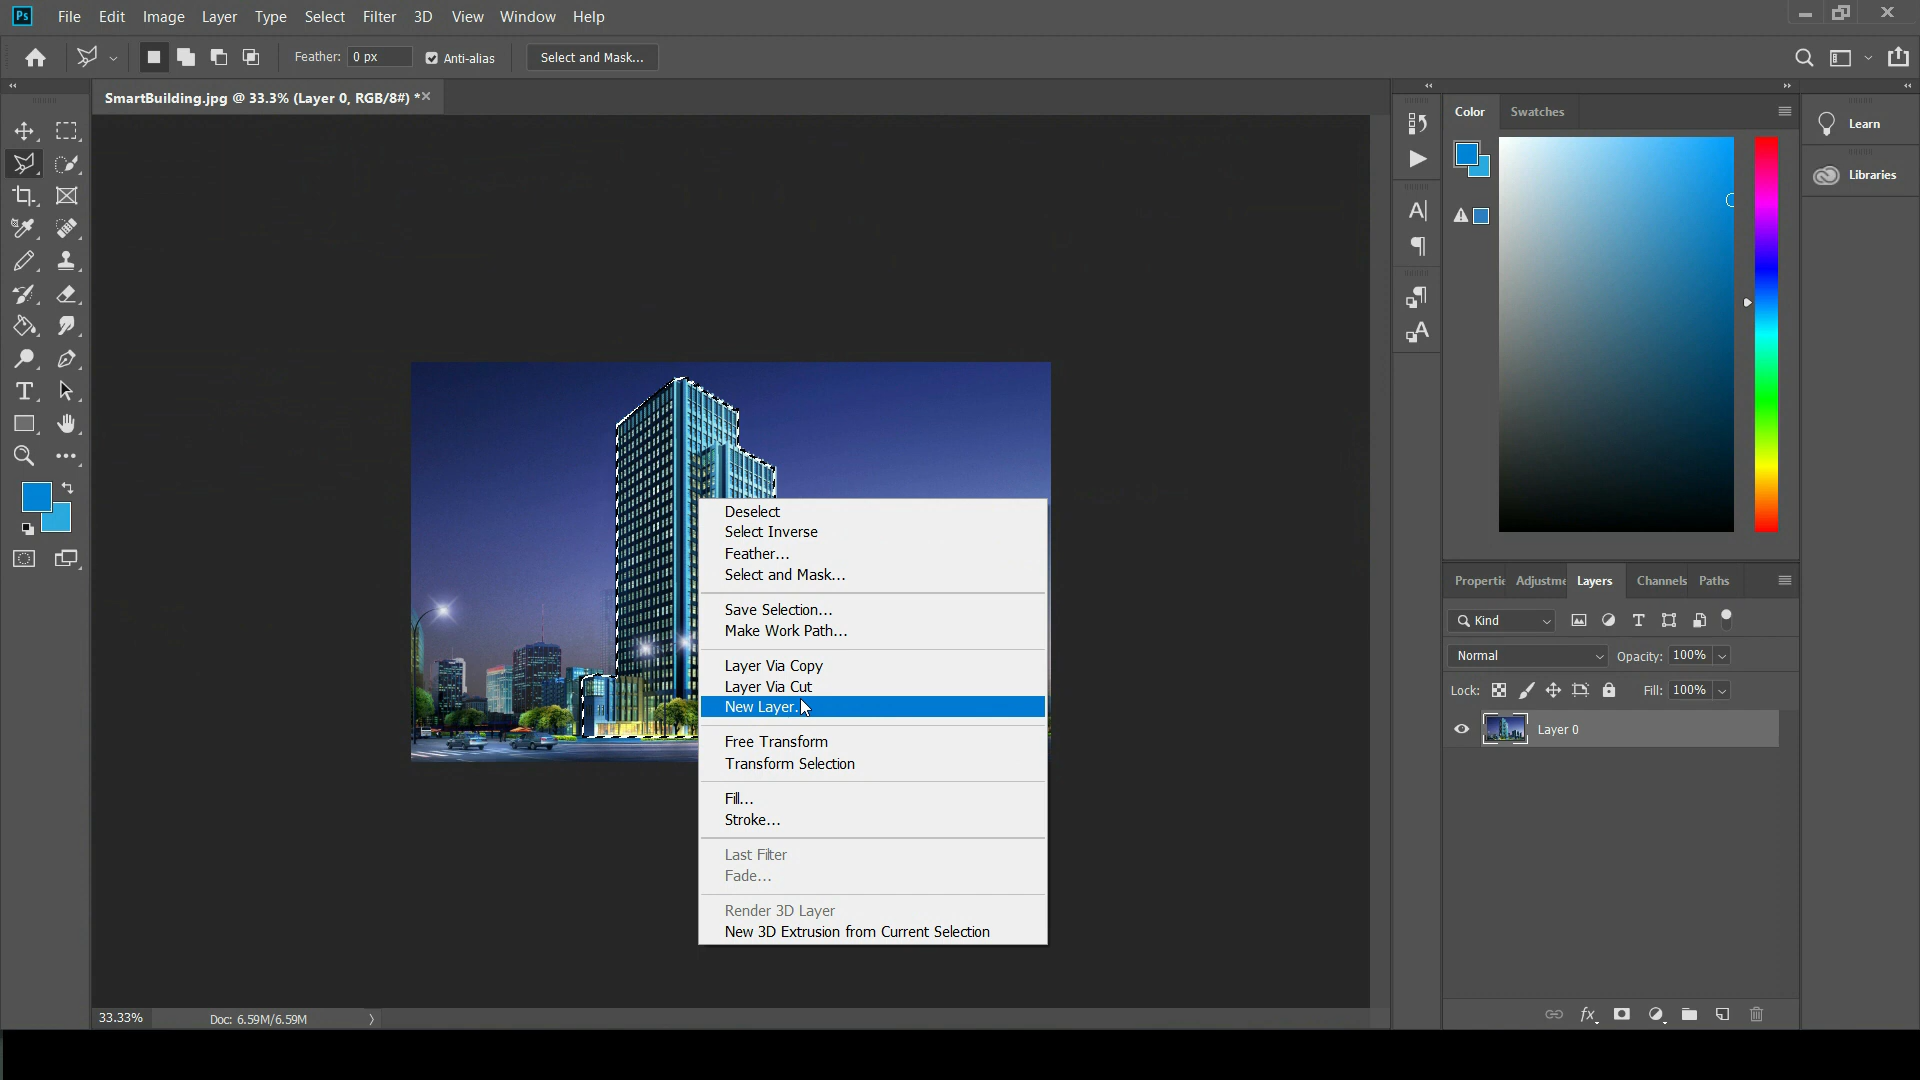 Ps File Edit Image Layer Type Select Filter 3D View Window Help
Feather: 0 px Anti-alias Select and Mask...
SmartBuilding.jpg @ 33.3% (Layer 0, RGB/8#) *
Color Swatches
Learn
Libraries
Deselect
Select Inverse
Feather...
Select and Mask...
Save Selection...
Make Work Path...
Layer Via Copy
Layer Via Cut
New Layer...
Free Transform
Transform Selection
Fill...
Stroke...
Last Filter
Fade...
Render 3D Layer
New 3D Extrusion from Current Selection
Properti Adjustme Layers Channels Paths
Kind
Normal Opacity: 100%
Lock: Fill: 100%
Layer 0
fx
33.33% Doc: 6.59M/6.59M